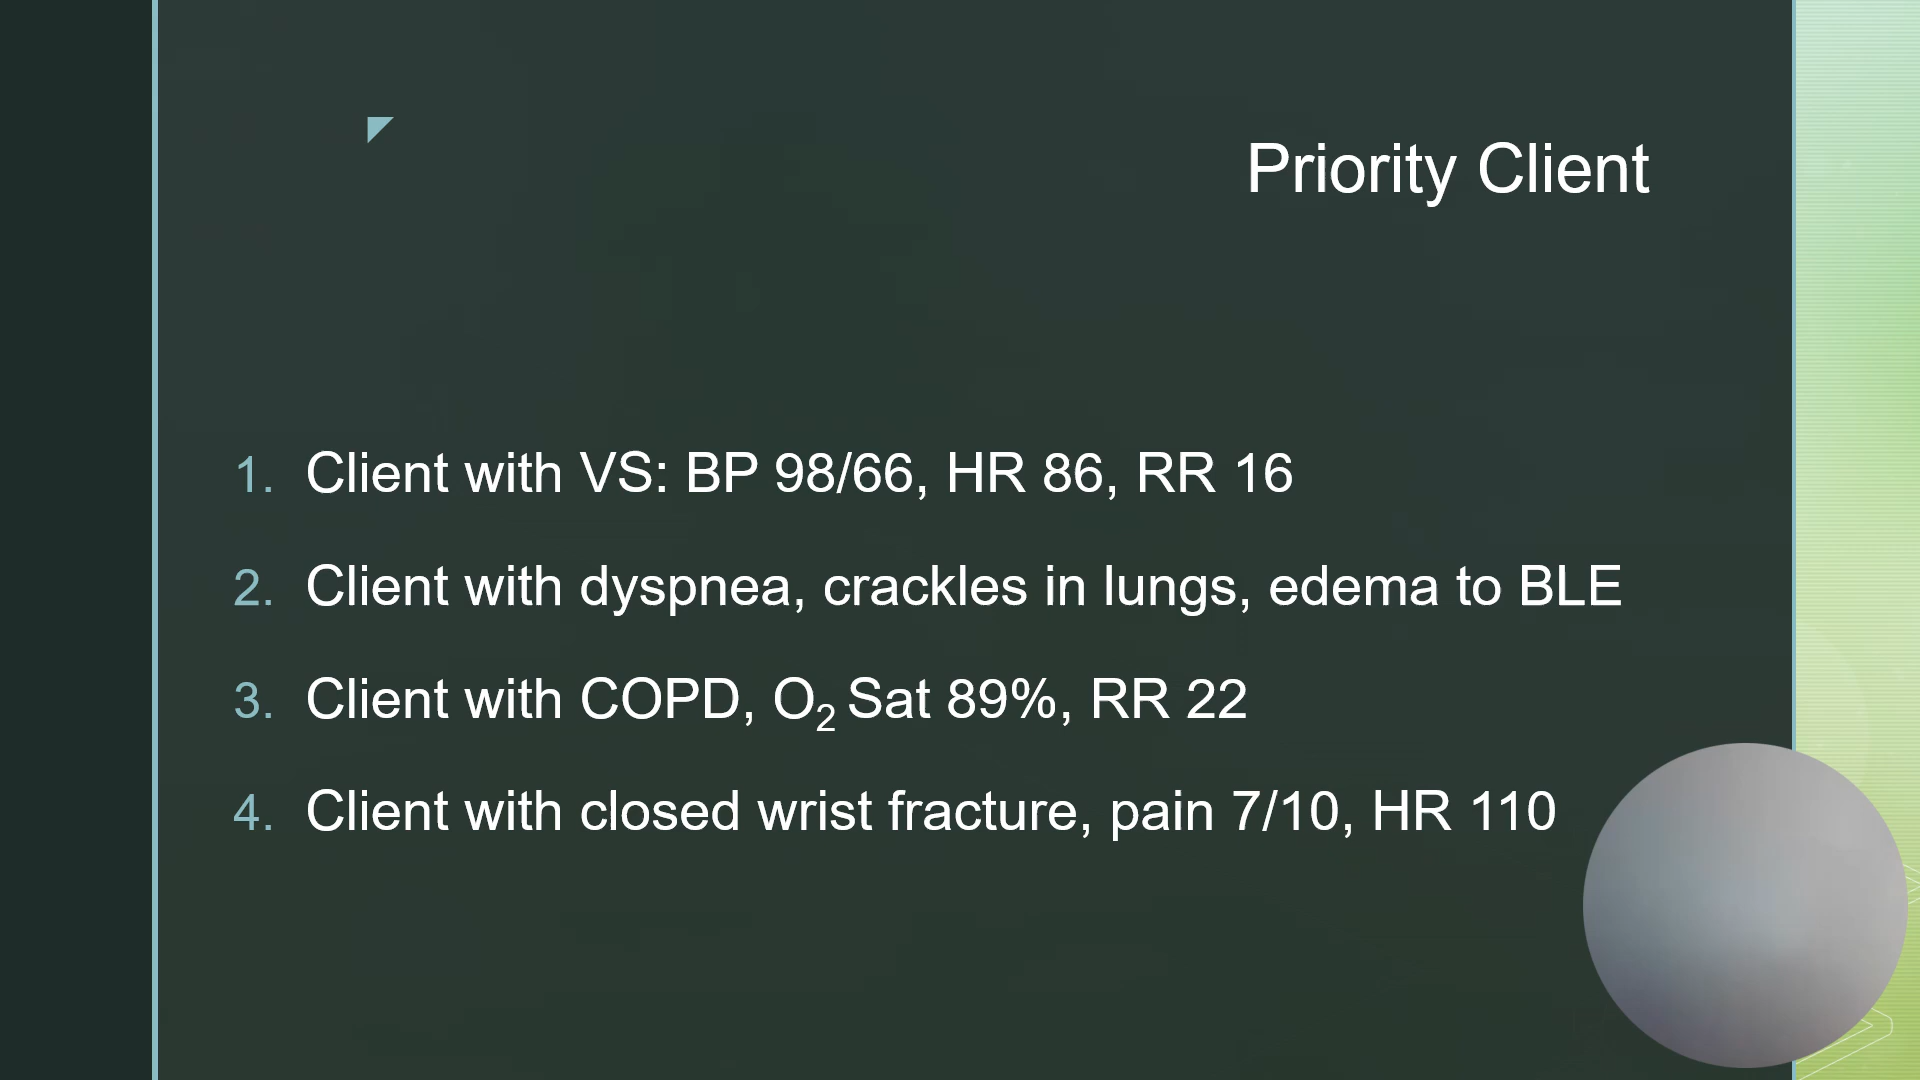 Priority Client
1. Client with VS: BP 98/66, HR 86, RR 16
2. Client with dyspnea, crackles in lungs, edema to BLE
3. Client with COPD, O₂ Sat 89%, RR 22
4. Client with closed wrist fracture, pain 7/10, HR 110